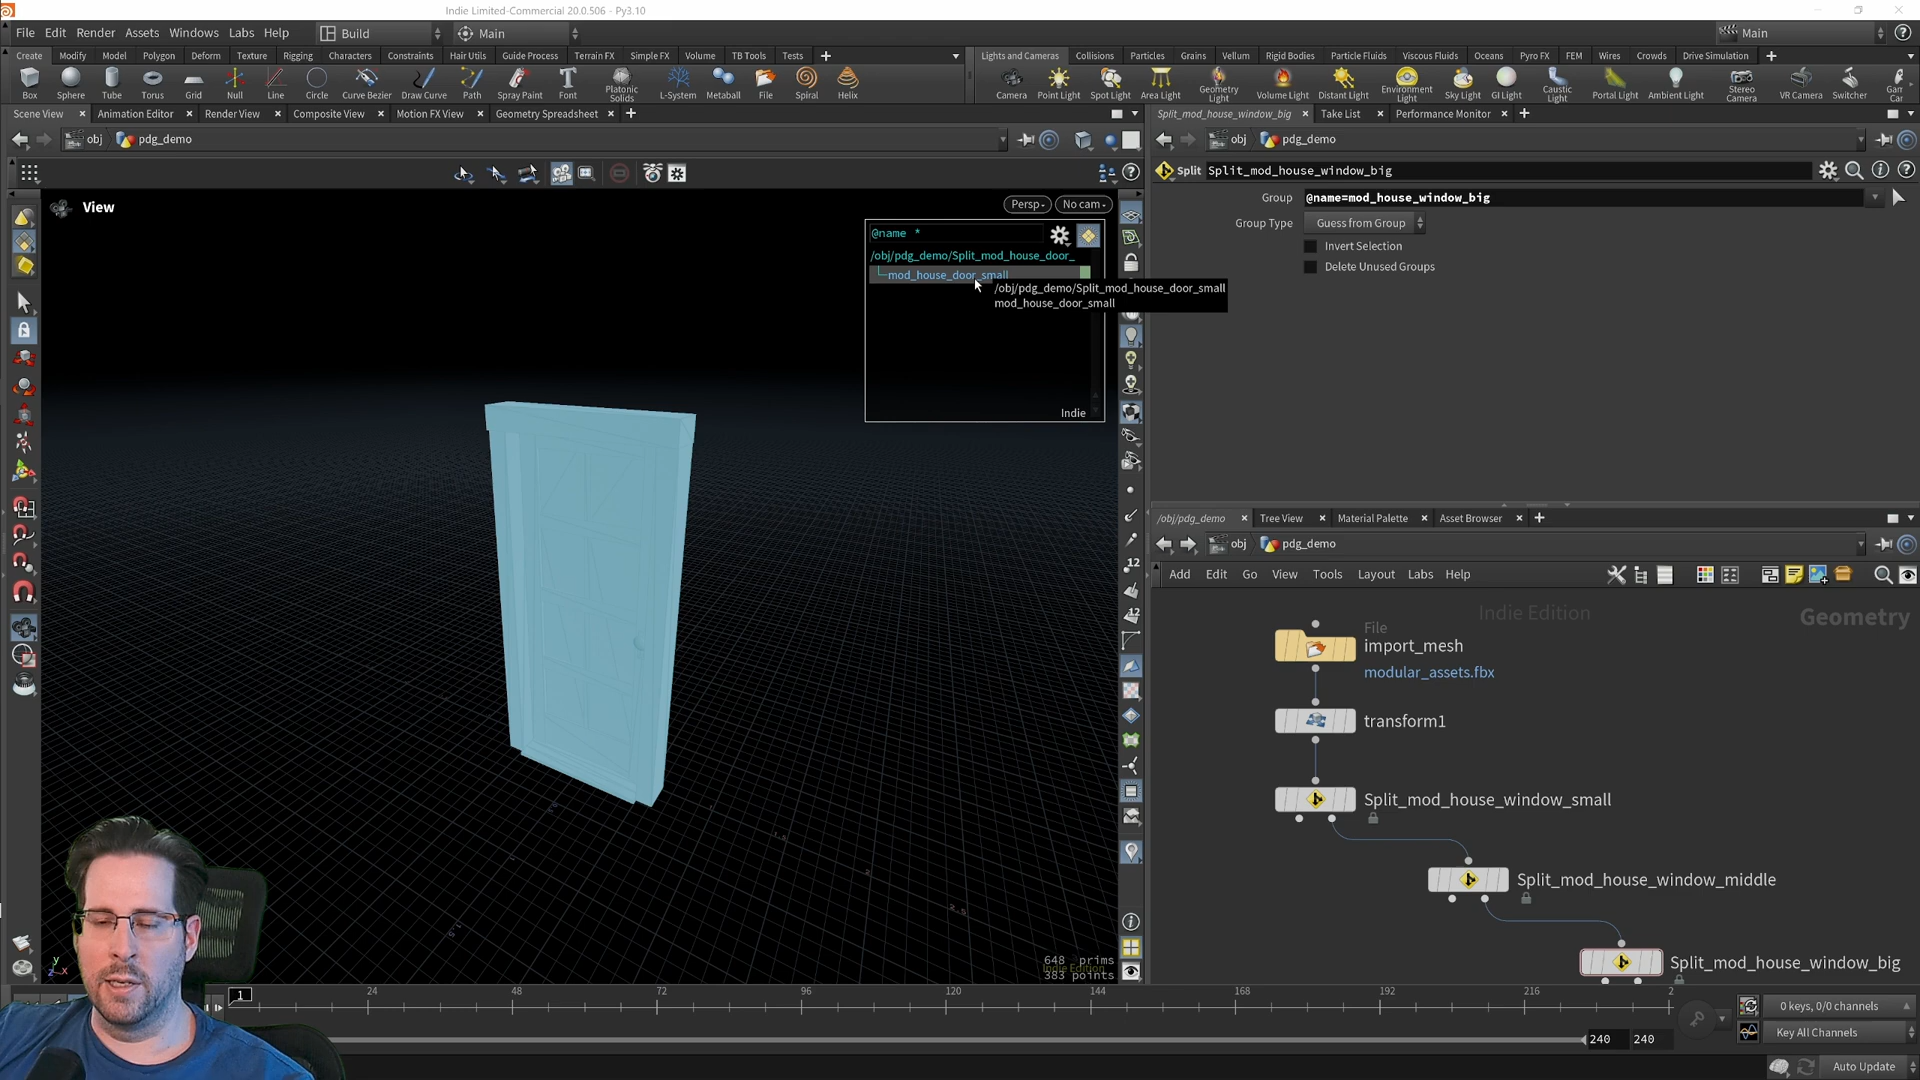 Indie Limited-Commercial 20.0.506 - Py3.10
File Edit Render Assets Windows Labs Help Build Main Main
Create Modify Model Polygon Deform Texture Rigging Characters Constraints Hair Utils Guide Process Terrain FX Simple FX Volume TB Tools Tests
Lights and Cameras Collisions Particles Grains Vellum Rigid Bodies Particle Fluids Viscous Fluids Oceans Pyro FX FEM Wires Crowds Drive Simulation
Box Sphere Tube Torus Grid Null Line Circle Curve Bezier Draw Curve Path Spray Paint Font Platonic Solids L-System Metaball File Spiral Helix
Camera Point Light Spot Light Area Light Geometry Light Volume Light Distant Light Environment Light Sky Light GI Light Caustic Light Portal Light Ambient Light Stereo Camera VR Camera Switcher
Scene View Animation Editor Render View Composite View Motion FX View Geometry Spreadsheet
Split_mod_house_window_big Take List Performance Monitor
obj pdg_demo
obj pdg_demo
Split Split_mod_house_window_big
Group @name=mod_house_window_big
Group Type Guess from Group
Invert Selection
Delete Unused Groups
View
Persp No cam
@name *
/obj/pdg_demo/Split_mod_house_door_
mod_house_door_small
/obj/pdg_demo/Split_mod_house_door_small
mod_house_door_small
Indie
/obj/pdg_demo Tree View Material Palette Asset Browser
obj pdg_demo
Add Edit Go View Tools Layout Labs Help
Indie Edition
Geometry
File
import_mesh
modular_assets.fbx
transform1
Split_mod_house_window_small
Split_mod_house_window_middle
Split_mod_house_window_big
12
12
648 prims
Indie Edition
383 points
1 24 48 72 96 120 144 168 192 216 2
0 keys, 0/0 channels
Key All Channels
240 240
Auto Update